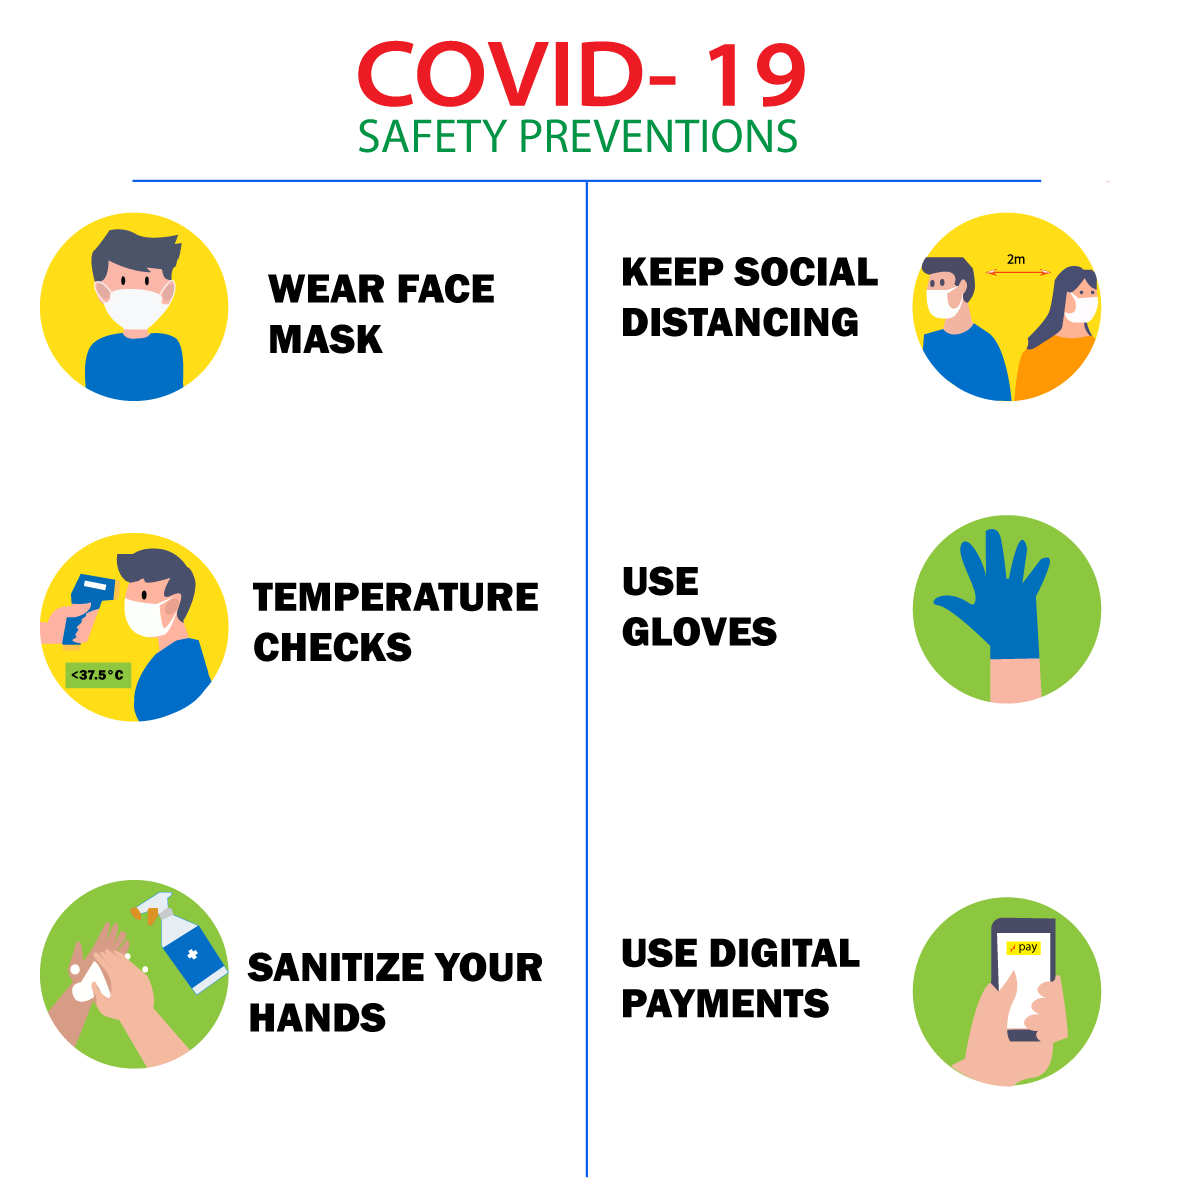 COVID- 19
SAFETY PREVENTIONS
WEAR FACE
MASK
TEMPERATURE
CHECKS
<37.5°C
SANITIZE YOUR
HANDS
KEEP SOCIAL
DISTANCING
2m
USE
GLOVES
USE DIGITAL
PAYMENTS
pay